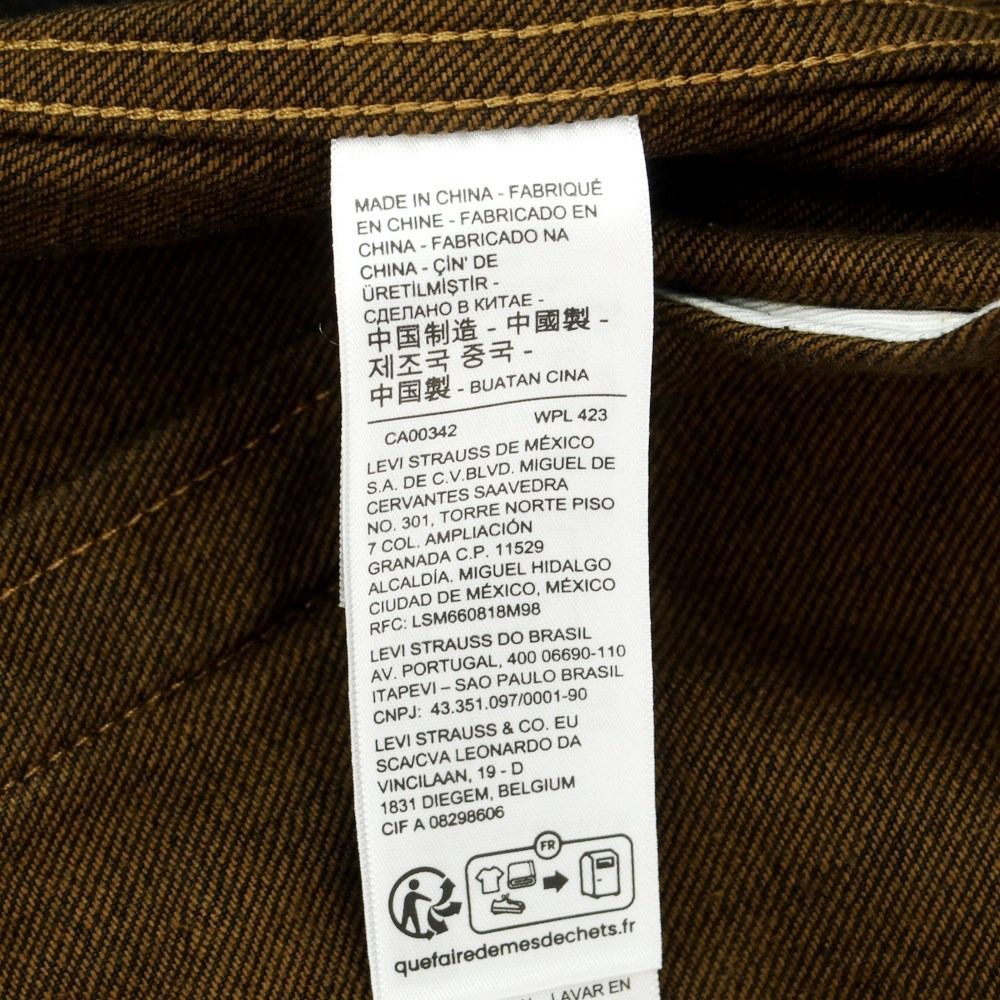 MADE IN CHINA - FABRIQUÉ
EN CHINE - FABRICADO EN
CHINA - FABRICADO NA
CHINA - ÇİN' DE
ÜRETİLMİŞTİR -
СДЕЛАНО В КИТАЕ -
中国制造 - 中國製 -
제조국 중국 -
中国製 - BUATAN CINA
CA00342 WPL 423
LEVI STRAUSS DE MÉXICO
S.A. DE C.V.BLVD. MIGUEL DE
CERVANTES SAAVEDRA
NO. 301, TORRE NORTE PISO
7 COL. AMPLIACIÓN
GRANADA C.P. 11529
ALCALDÍA. MIGUEL HIDALGO
CIUDAD DE MÉXICO, MÉXICO
RFC: LSM660818M98
LEVI STRAUSS DO BRASIL
AV. PORTUGAL, 400 06690-110
ITAPEVI – SAO PAULO BRASIL
CNPJ: 43.351.097/0001-90
LEVI STRAUSS & CO. EU
SCA/CVA LEONARDO DA
VINCILAAN, 19 - D
1831 DIEGEM, BELGIUM
CIF A 08298606
FR
quefairedemesdechets.fr
LAVAR EN